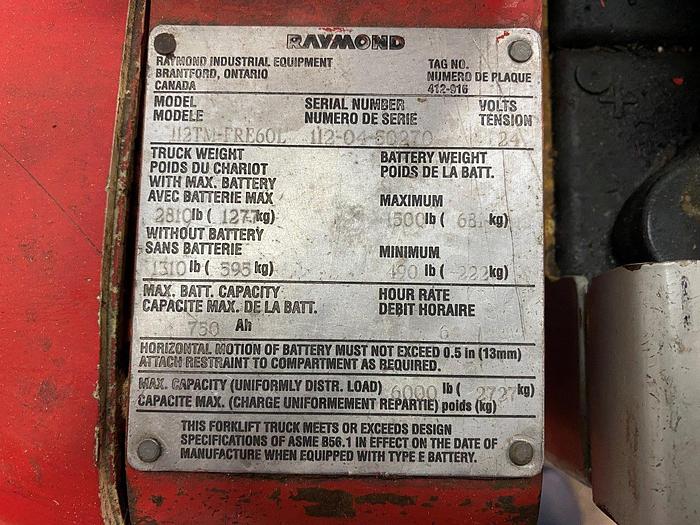 RAYMOND
RAYMOND INDUSTRIAL EQUIPMENT
BRANTFORD, ONTARIO
CANADA
TAG NO.
NUMERO DE PLAQUE
412-916
MODEL
MODELE
112TM-FRE60L
SERIAL NUMBER
NUMERO DE SERIE
112-04-50270
VOLTS
TENSION
24
TRUCK WEIGHT
POIDS DU CHARIOT
WITH MAX. BATTERY
AVEC BATTERIE MAX
2810 lb ( 1277 kg)
WITHOUT BATTERY
SANS BATTERIE
1310 lb ( 595 kg)
BATTERY WEIGHT
POIDS DE LA BATT.
MAXIMUM
1500 lb ( 681 kg)
MINIMUM
490 lb ( 222 kg)
MAX. BATT. CAPACITY
CAPACITE MAX. DE LA BATT.
750 Ah
HOUR RATE
DEBIT HORAIRE
6
HORIZONTAL MOTION OF BATTERY MUST NOT EXCEED 0.5 in (13mm)
ATTACH RESTRAINT TO COMPARTMENT AS REQUIRED.
MAX. CAPACITY (UNIFORMLY DISTR. LOAD) 6000 lb ( 2727 kg)
CAPACITE MAX. (CHARGE UNIFORMEMENT REPARTIE) poids (kg)
THIS FORKLIFT TRUCK MEETS OR EXCEEDS DESIGN
SPECIFICATIONS OF ASME B56.1 IN EFFECT ON THE DATE OF
MANUFACTURE WHEN EQUIPPED WITH TYPE E BATTERY.